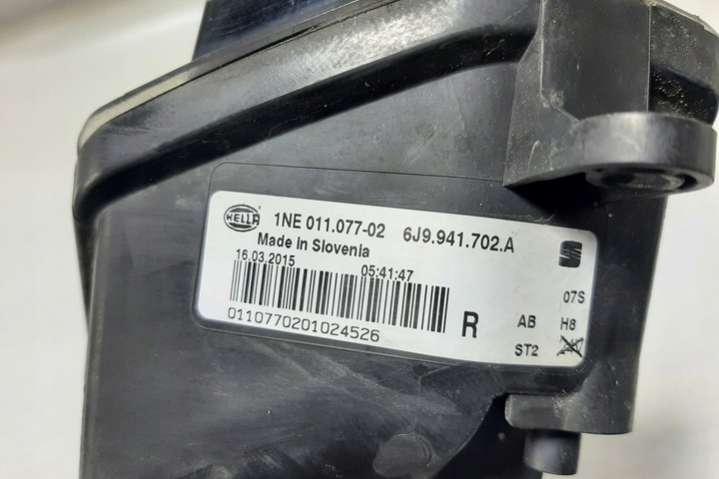 HELLA 1NE 011.077-02 6J9.941.702.A
Made in Slovenia
16.03.2015 05:41:47
07S
0110770201024526 R AB H8
ST2